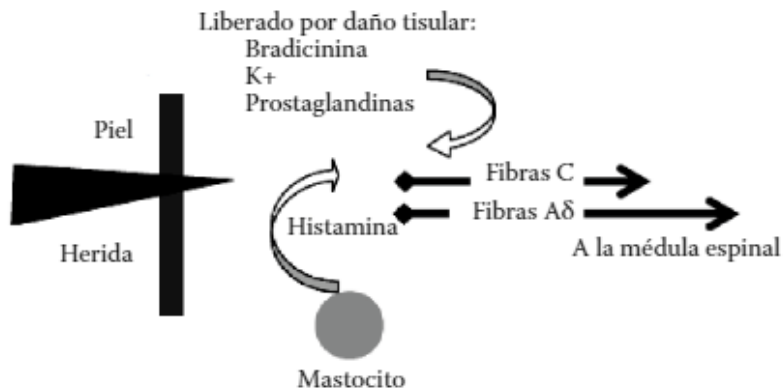 Liberado por daño tisular:
Bradicinina
K+
Prostaglandinas
Piel
Fibras C
Histamina
Fibras Aδ
Herida
A la médula espinal
Mastocito